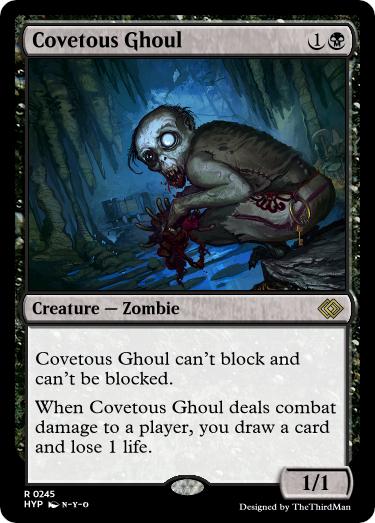 Covetous Ghoul 1
Creature — Zombie
Covetous Ghoul can't block and
can't be blocked.
When Covetous Ghoul deals combat
damage to a player, you draw a card
and lose 1 life.
1/1
R 0245
HYP N-Y-O
Designed by TheThirdMan